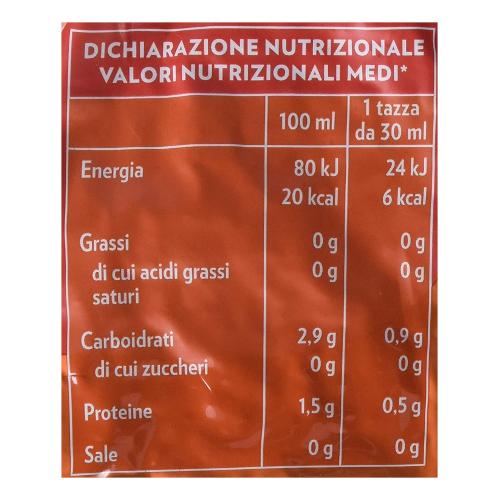 DICHIARAZIONE NUTRIZIONALE
VALORI NUTRIZIONALI MEDI*
100 ml 1 tazza da 30 ml
Energia 80 kJ 24 kJ
20 kcal 6 kcal
Grassi 0 g 0 g
di cui acidi grassi 0 g 0 g
saturi
Carboidrati 2,9 g 0,9 g
di cui zuccheri 0 g 0 g
Proteine 1,5 g 0,5 g
Sale 0 g 0 g